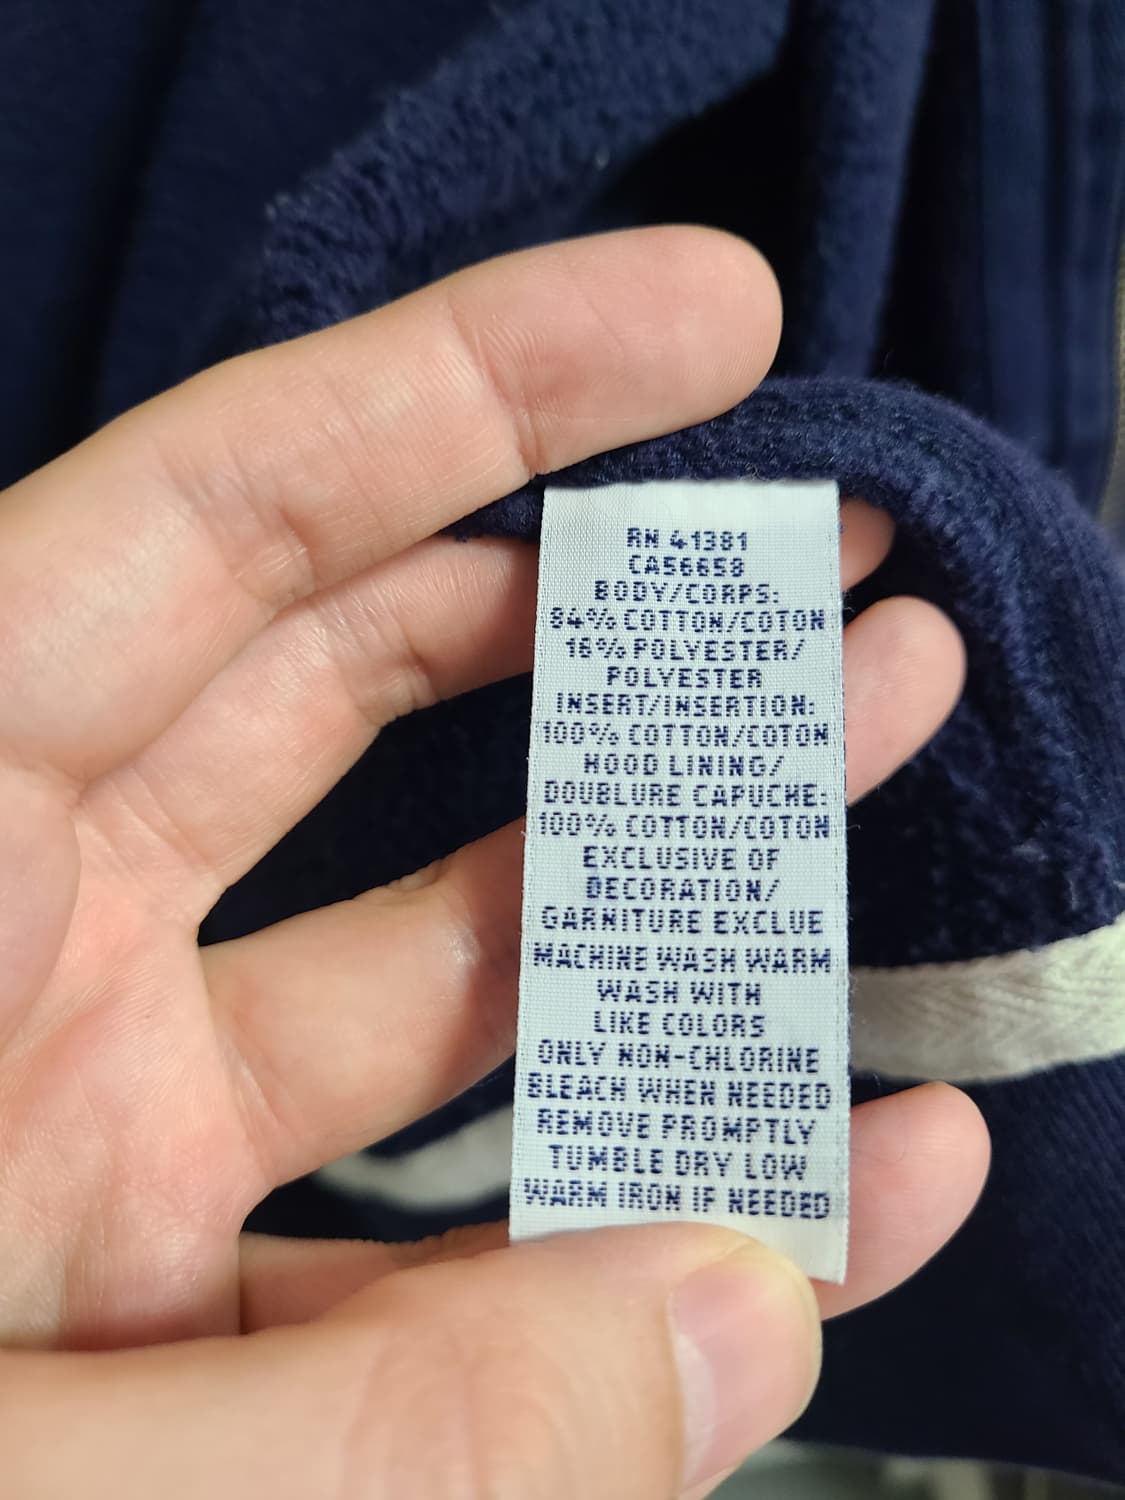 RN 41381
CA56658
BODY/CORPS:
84% COTTON/COTON
16% POLYESTER/
POLYESTER
INSERT/INSERTION:
100% COTTON/COTON
HOOD LINING/
DOUBLURE CAPUCHE:
100% COTTON/COTON
EXCLUSIVE OF
DECORATION/
GARNITURE EXCLUE
MACHINE WASH WARM
WASH WITH
LIKE COLORS
ONLY NON-CHLORINE
BLEACH WHEN NEEDED
REMOVE PROMPTLY
TUMBLE DRY LOW
WARM IRON IF NEEDED